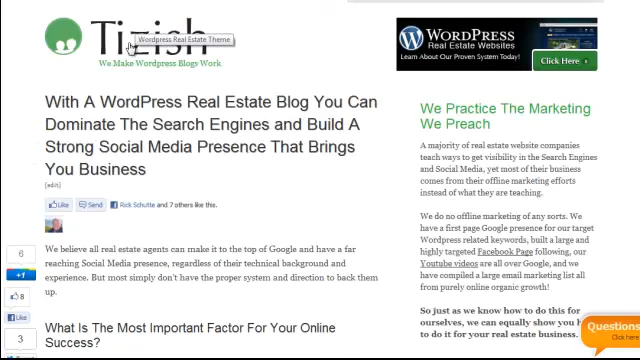 Tizish
Wordpress Real Estate Theme
We Make Wordpress Blogs Work
WORDPRESS
Real Estate Websites
Learn About Our Proven System Today!
Click Here
With A WordPress Real Estate Blog You Can
Dominate The Search Engines and Build A
Strong Social Media Presence That Brings
You Business
[edit]
Like
Send
Rick Schutte and 7 others like this.
We believe all real estate agents can make it to the top of Google and have a far
reaching Social Media presence, regardless of their technical background and
experience. But most simply don't have the proper system and direction to back them
up.
What Is The Most Important Factor For Your Online
Success?
6
+1
8
Like
3
We Practice The Marketing
We Preach
A majority of real estate website companies
teach ways to get visibility in the Search Engines
and Social Media, yet most of their business
comes from their offline marketing efforts
instead of what they are teaching.
We do no offline marketing of any sorts. We
have a first page Google presence for our target
Wordpress related keywords, built a large and
highly targeted Facebook Page following, our
Youtube videos are all over Google, and we
have compiled a large email marketing list all
from purely online organic growth!
So just as we know how to do this for
ourselves, we can equally show you h
to do it for your real estate business.
Questions
Click here